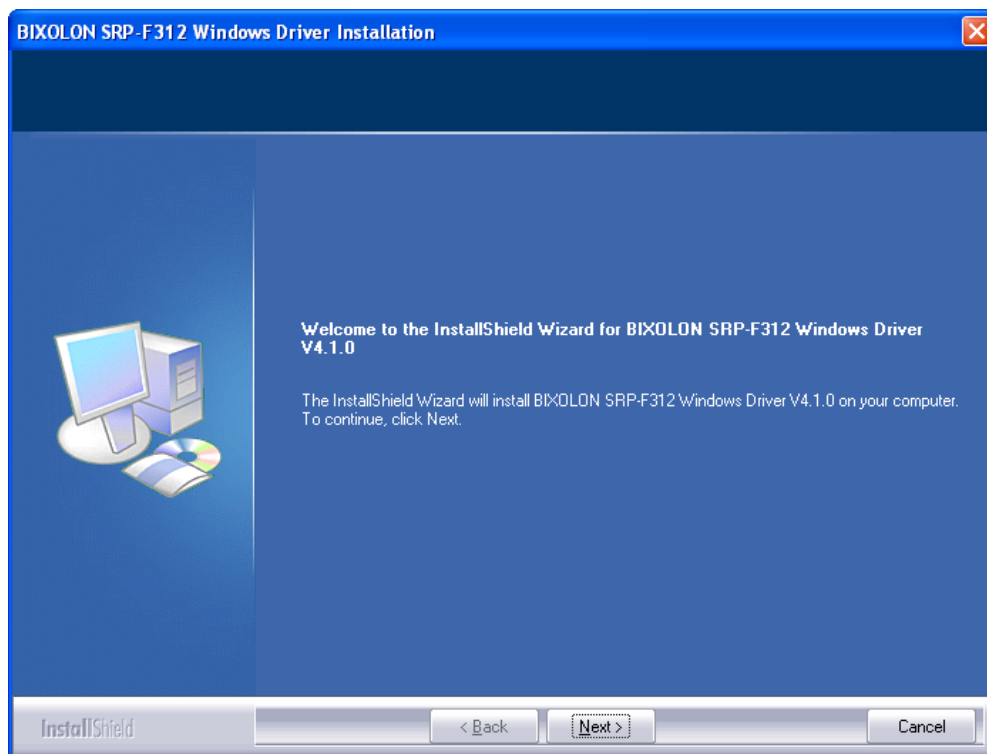 BIXOLON SRP-F312 Windows Driver Installation
Welcome to the InstallShield Wizard for BIXOLON SRP-F312 Windows Driver
V4.1.0
The InstallShield Wizard will install BIXOLON SRP-F312 Windows Driver V4.1.0 on your computer.
To continue, click Next.
InstallShield
< Back
Next >
Cancel